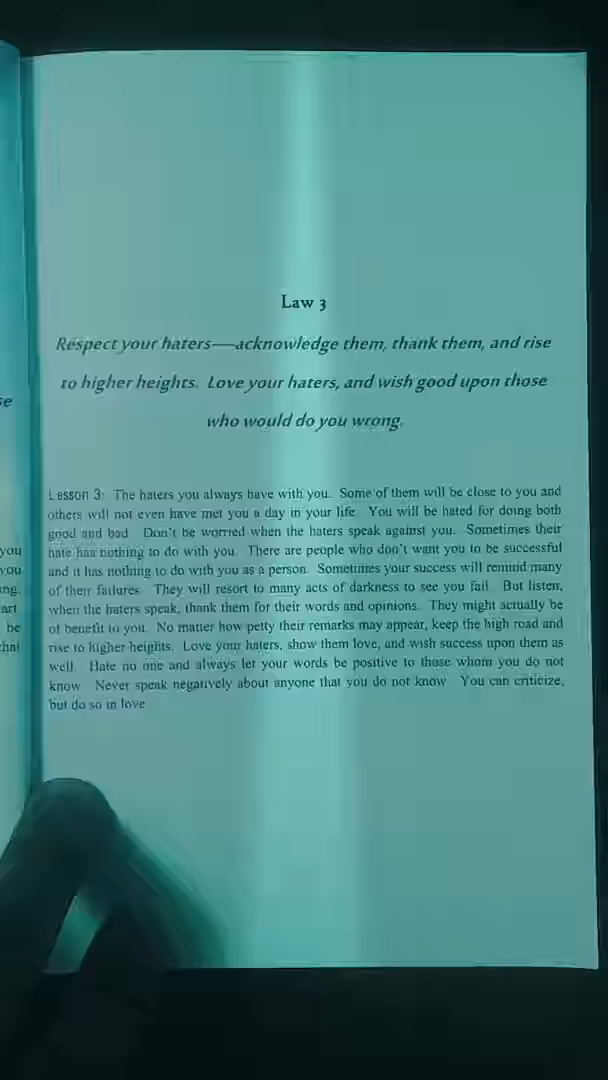 Law 3
Respect your haters—acknowledge them, thank them, and rise
to higher heights. Love your haters, and wish good upon those
who would do you wrong.
Lesson 3: The haters you always have with you. Some of them will be close to you and
others will not even have met you a day in your life. You will be hated for doing both
good and bad. Don't be worried when the haters speak against you. Sometimes their
hate has nothing to do with you. There are people who don't want you to be successful
and it has nothing to do with you as a person. Sometimes your success will remind many
of their failures. They will resort to many acts of darkness to see you fail. But listen,
when the haters speak, thank them for their words and opinions. They might actually be
of benefit to you. No matter how petty their remarks may appear, keep the high road and
rise to higher heights. Love your haters, show them love, and wish success upon them as
well. Hate no one and always let your words be positive to those whom you do not
know. Never speak negatively about anyone that you do not know. You can criticize,
but do so in love.